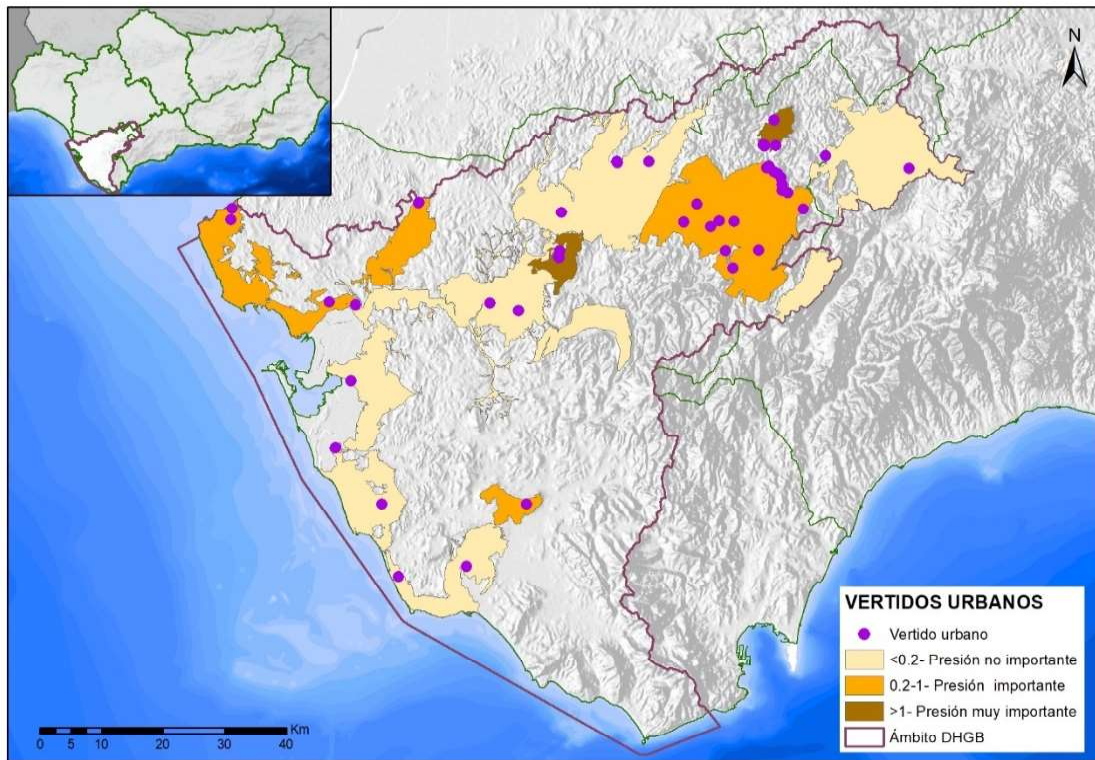 N
VERTIDOS URBANOS
Vertido urbano
<0.2- Presión no importante
0.2-1- Presión importante
>1- Presión muy importante
Ámbito DHGB
Km
0 5 10 20 30 40